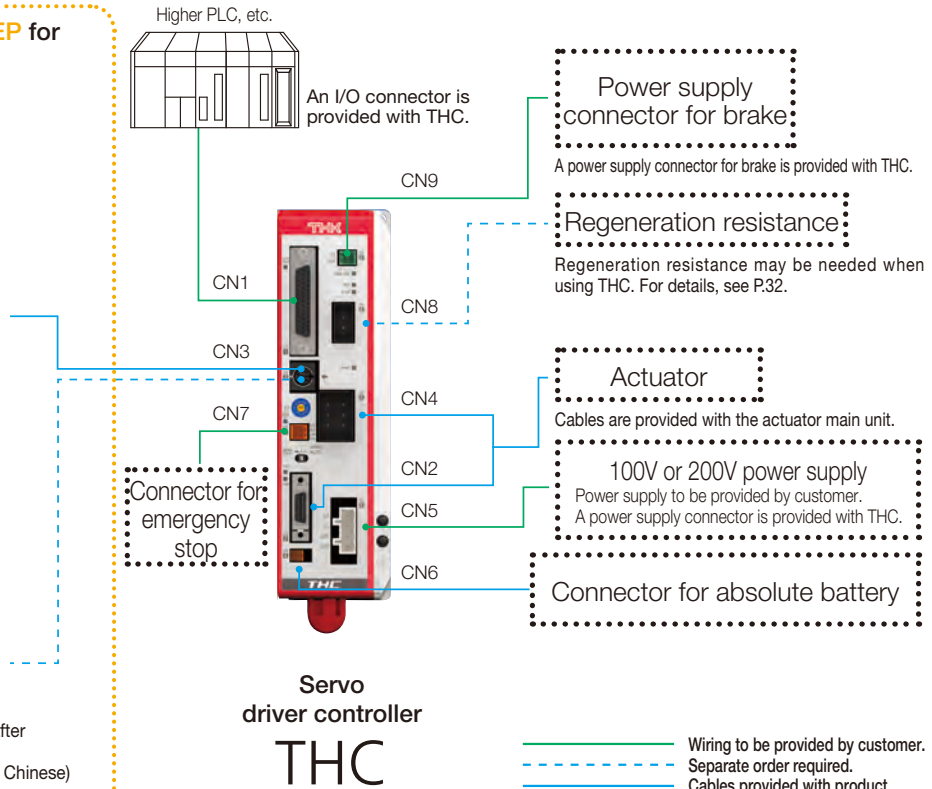 EP for
Higher PLC, etc.
An I/O connector is
provided with THC.
Power supply
connector for brake
A power supply connector for brake is provided with THC.
CN9
Regeneration resistance
Regeneration resistance may be needed when
using THC. For details, see P.32.
THK
CN1
CN8
CN3
Actuator
Cables are provided with the actuator main unit.
CN4
CN7
100V or 200V power supply
Power supply to be provided by customer.
A power supply connector is provided with THC.
CN2
CN5
Connector for
emergency
stop
CN6
Connector for absolute battery
THC
Servo
driver controller
THC
fter
Chinese)
Wiring to be provided by customer.
Separate order required.
Cables provided with product